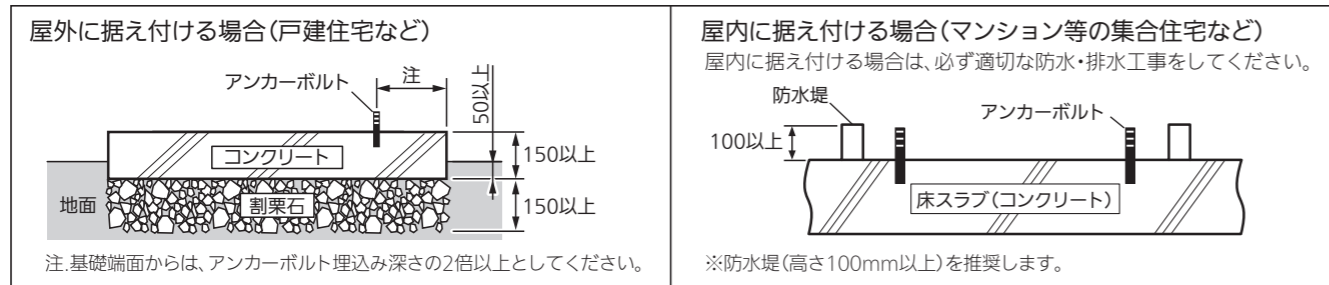 屋外に据え付ける場合(戸建住宅など)
アンカーボルト
注
50以上
コンクリート
150以上
地面
割栗石
150以上
注.基礎端面からは、アンカーボルト埋込み深さの2倍以上としてください。
屋内に据え付ける場合(マンション等の集合住宅など)
屋内に据え付ける場合は、必ず適切な防水・排水工事をしてください。
防水堤
アンカーボルト
100以上
床スラブ(コンクリート)
※防水堤(高さ100mm以上)を推奨します。